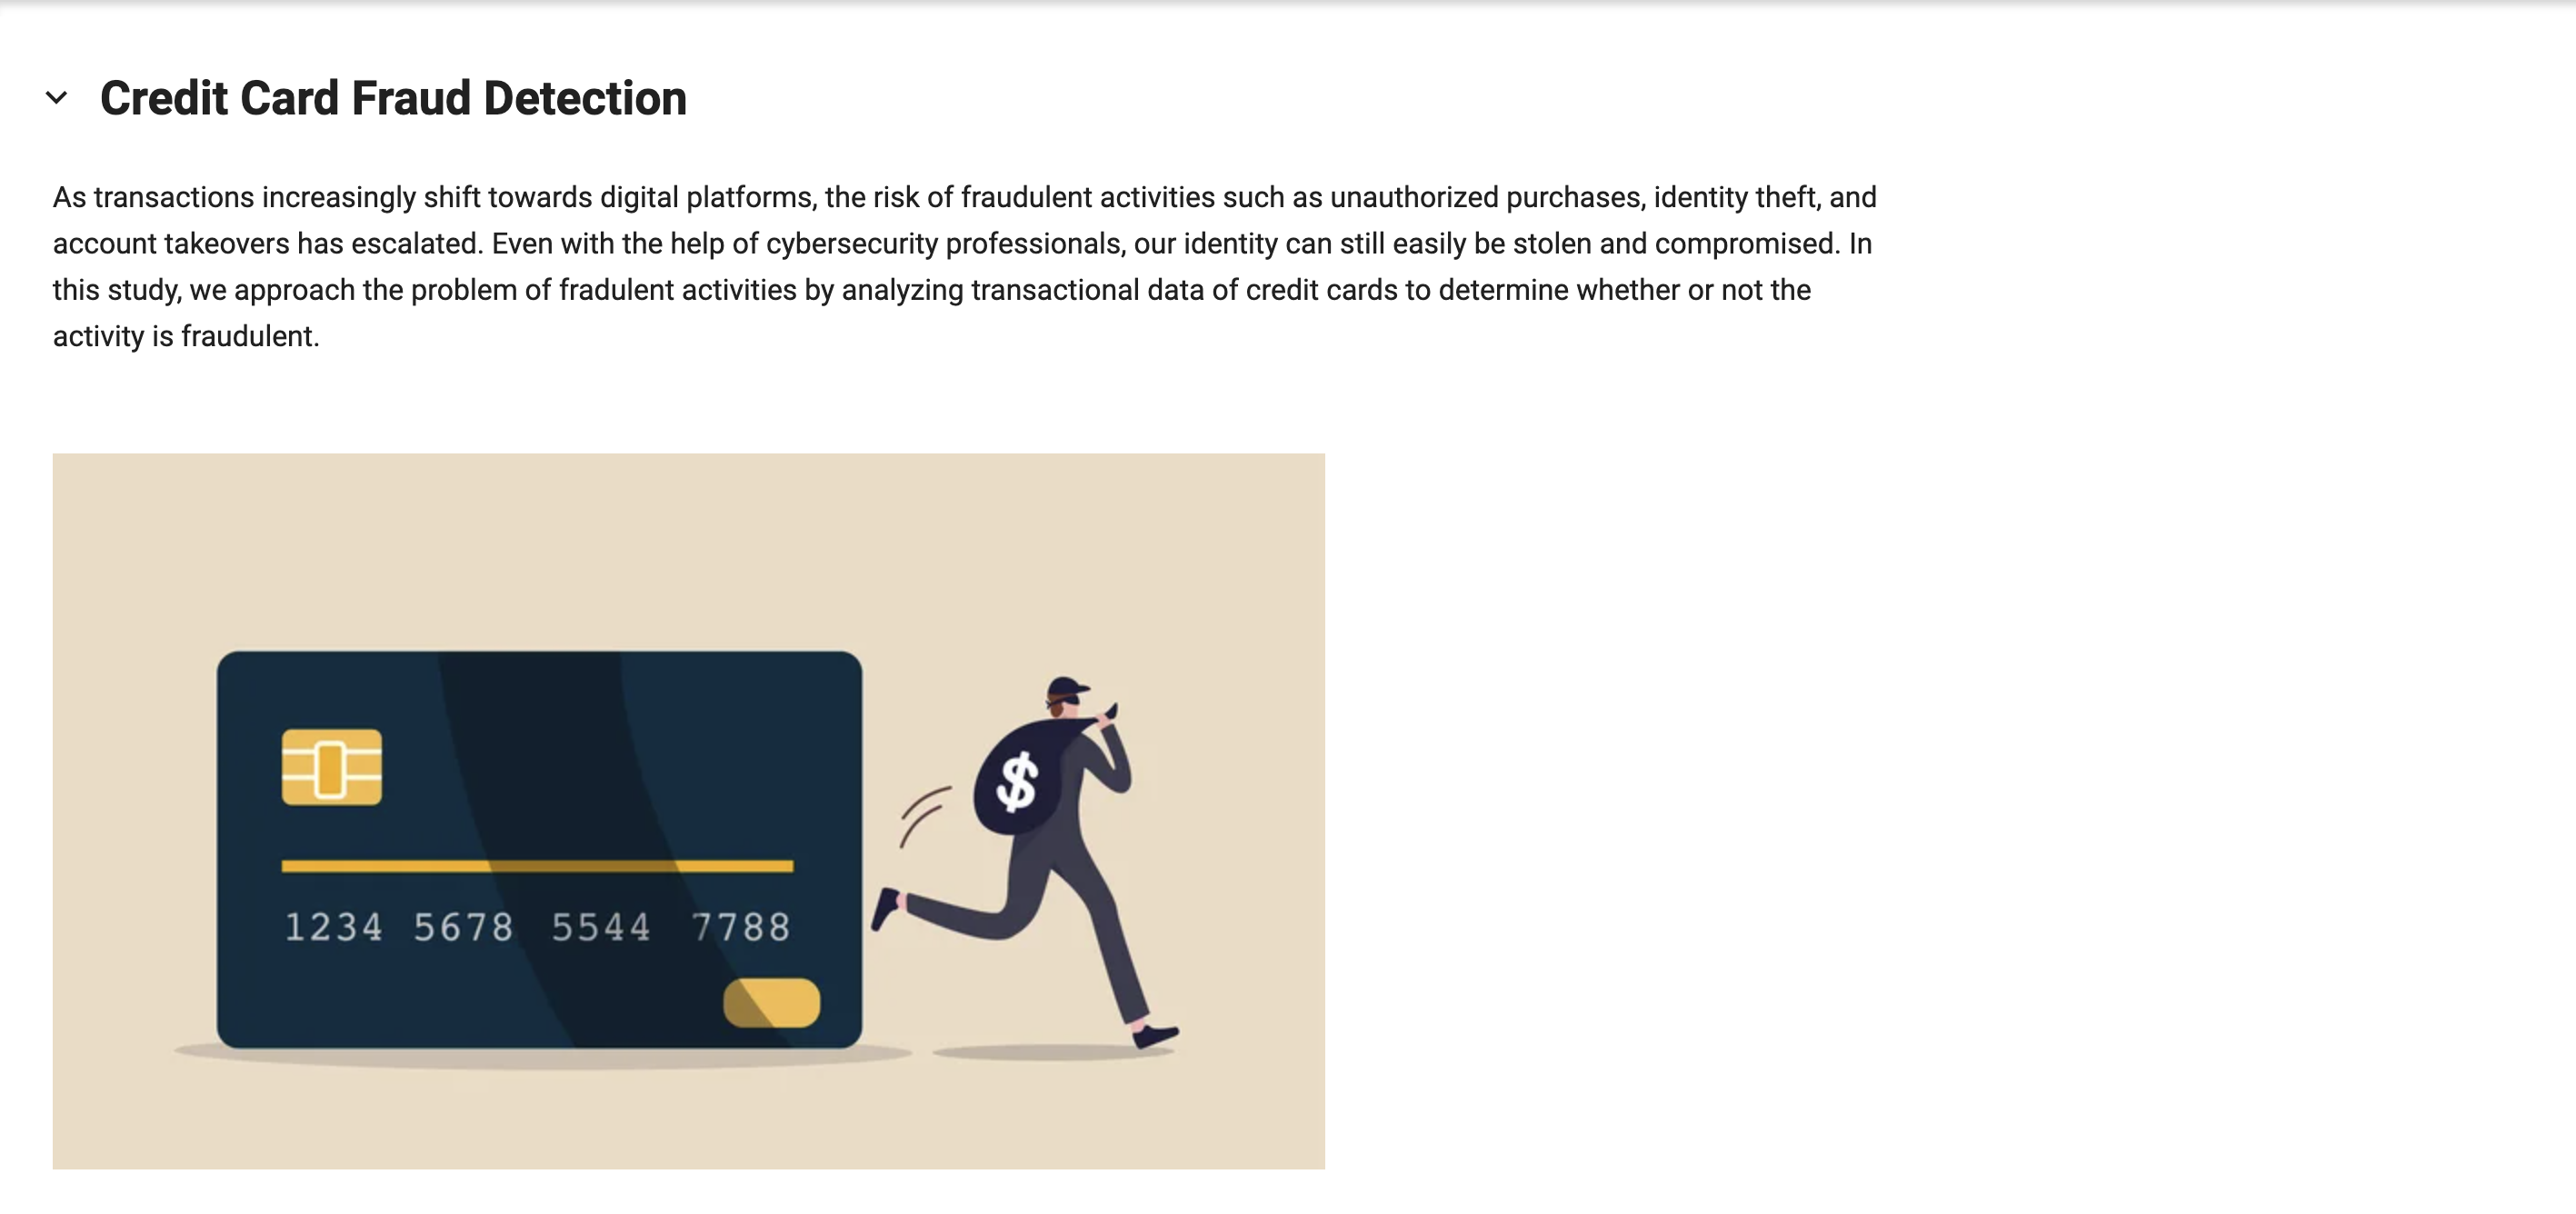 Credit Card Fraud Detection
As transactions increasingly shift towards digital platforms, the risk of fraudulent activities such as unauthorized purchases, identity theft, and
account takeovers has escalated. Even with the help of cybersecurity professionals, our identity can still easily be stolen and compromised. In
this study, we approach the problem of fradulent activities by analyzing transactional data of credit cards to determine whether or not the
activity is fraudulent.
$
1234 5678 5544 7788